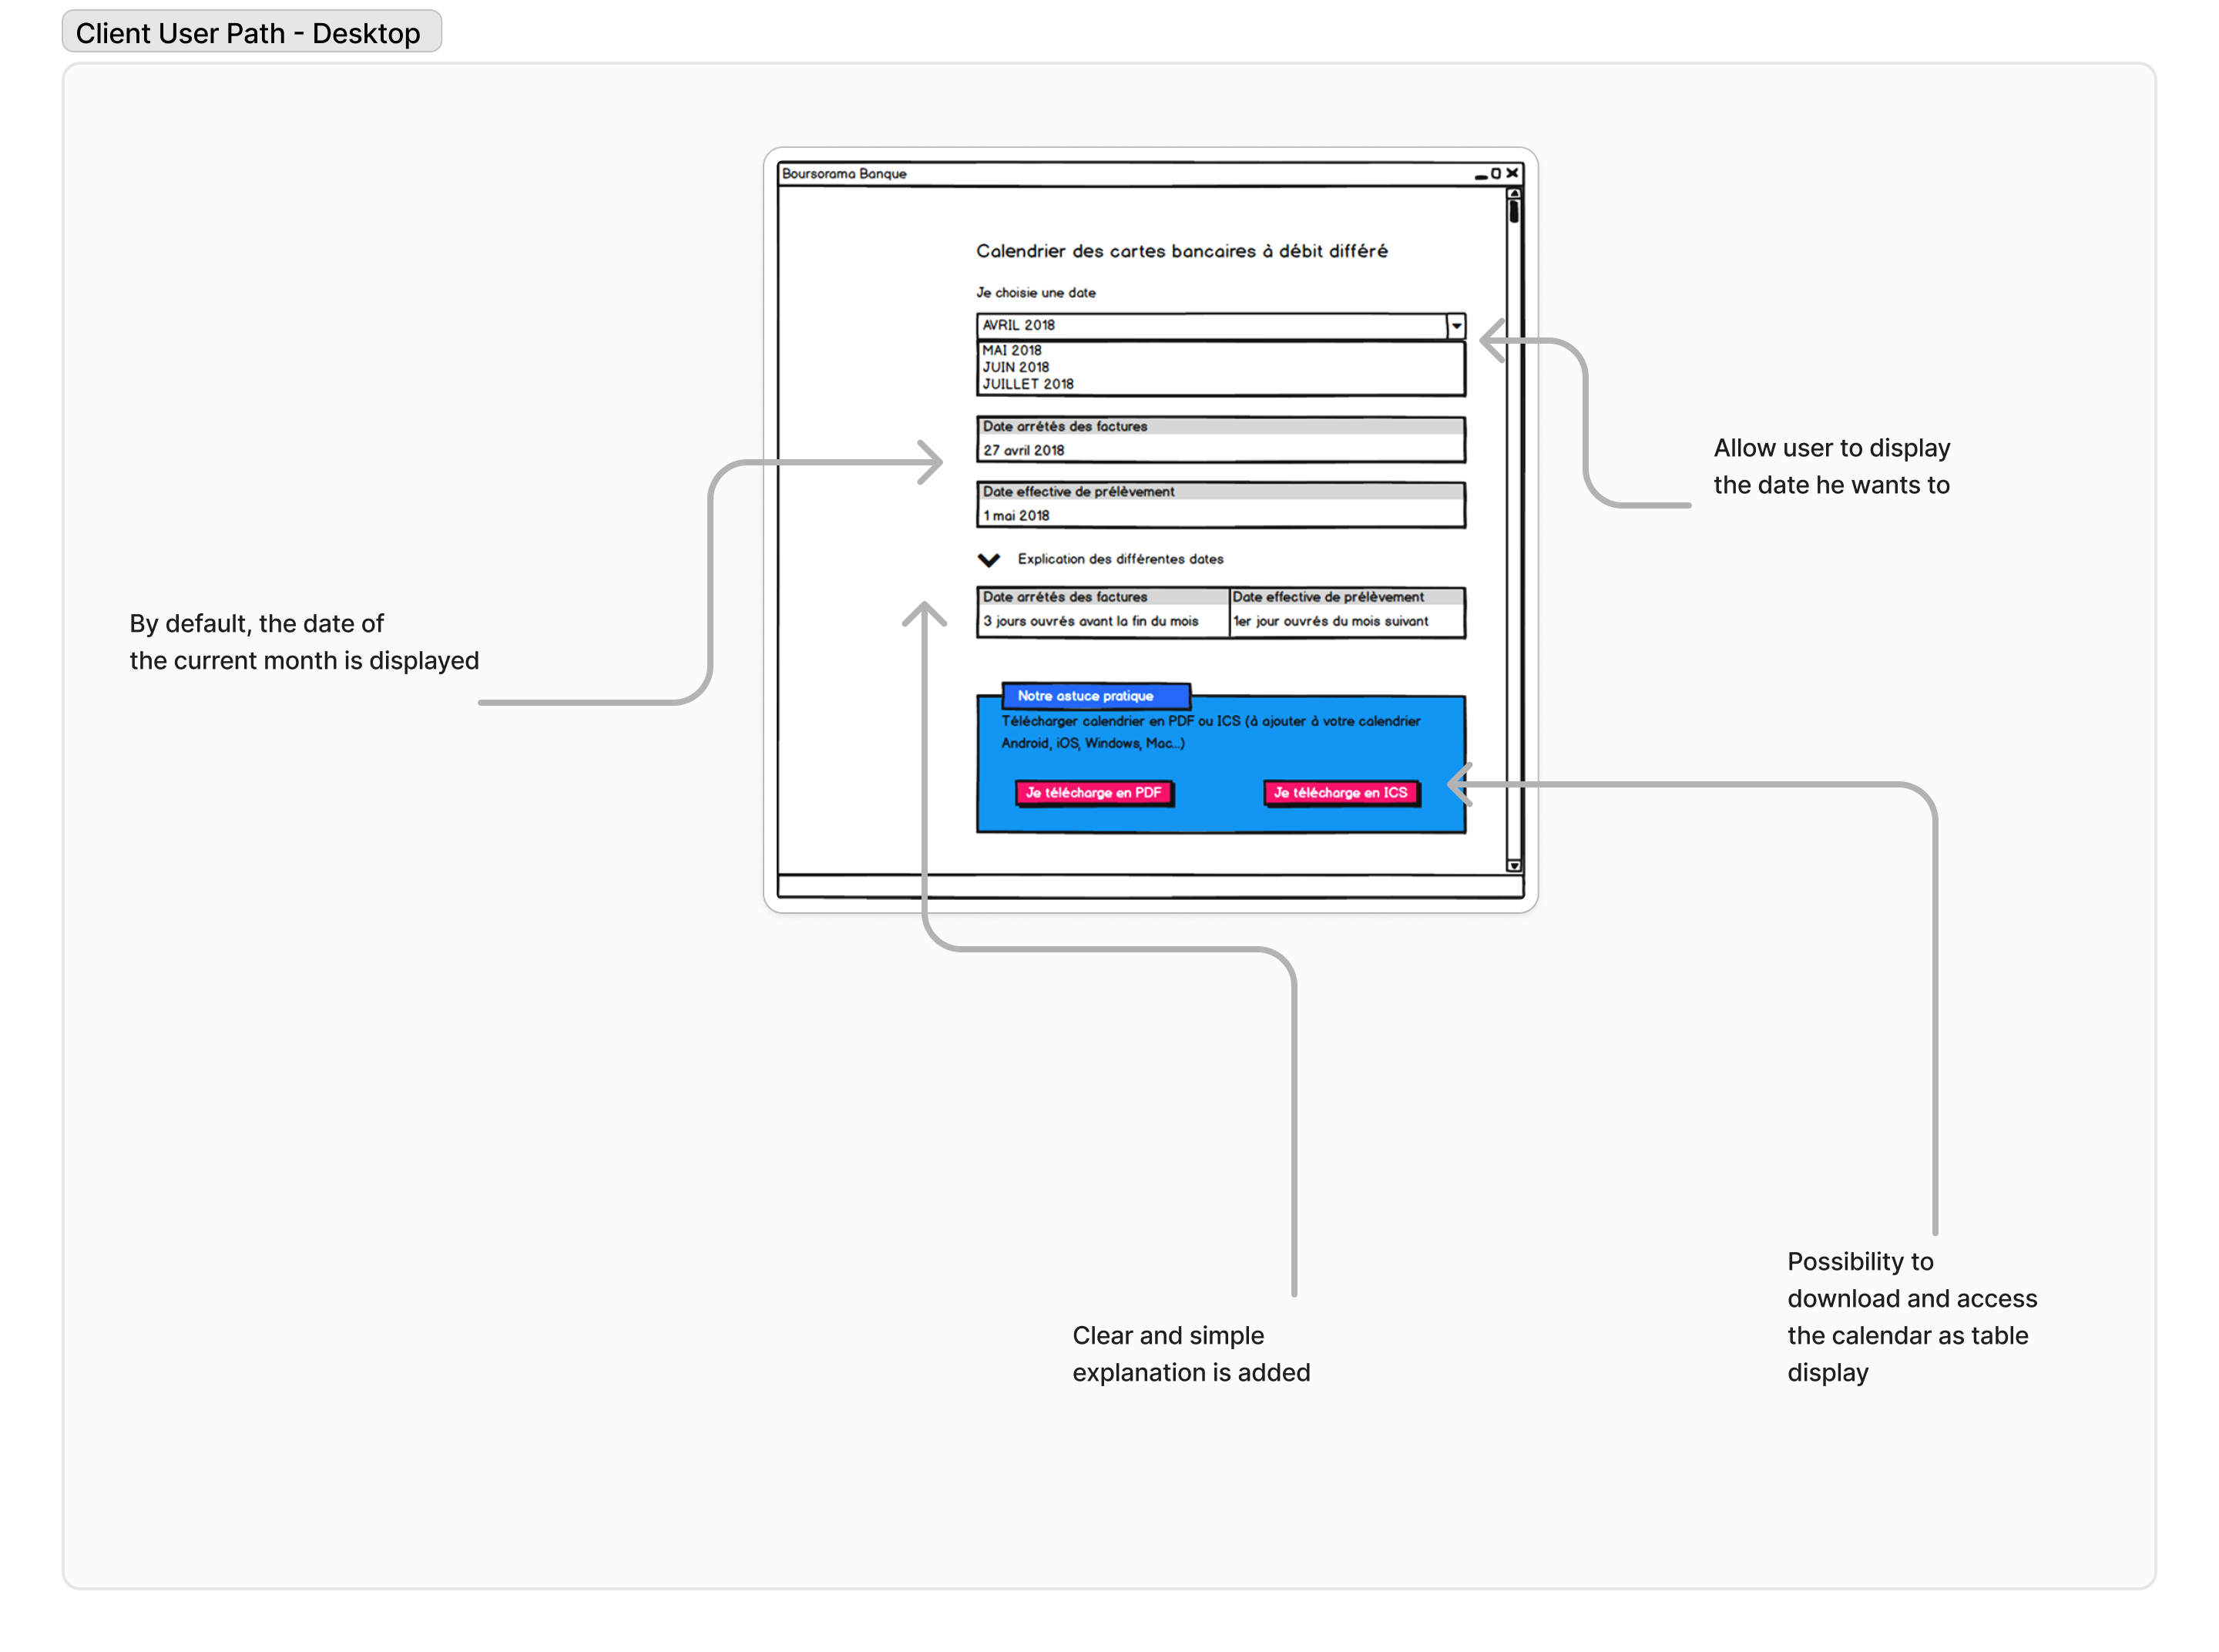 Client User Path - Desktop
Boursorama Banque
Calendrier des cartes bancaires à débit différé
Je choisie une date
AVRIL 2018
MAI 2018
JUIN 2018
JUILLET 2018
Date arrétés des factures
27 avril 2018
Date effective de prélèvement
1 mai 2018
Explication des différentes dates
Date arrétés des factures
Date effective de prélèvement
3 jours ouvrés avant la fin du mois
1er jour ouvrés du mois suivant
Notre astuce pratique
Télécharger calendrier en PDF ou ICS (à ajouter à votre calendrier
Android, iOS, Windows, Mac...)
Je télécharge en PDF
Je télécharge en ICS
Allow user to display
the date he wants to
By default, the date of
the current month is displayed
Clear and simple
explanation is added
Possibility to
download and access
the calendar as table
display